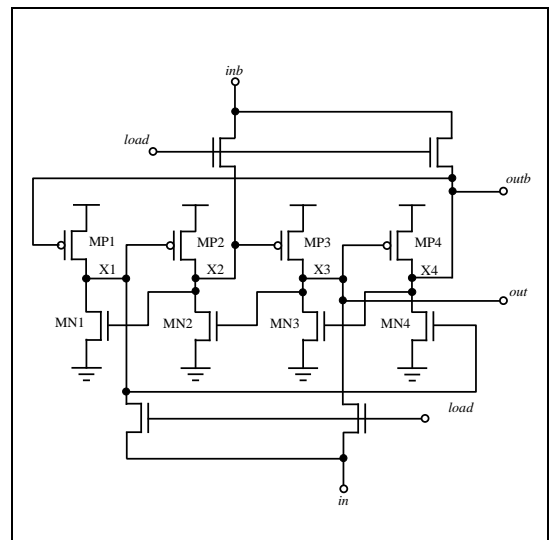 inb
load
outb
MP1
MP2
MP3
MP4
X1
X2
X3
X4
out
MN1
MN2
MN3
MN4
load
in